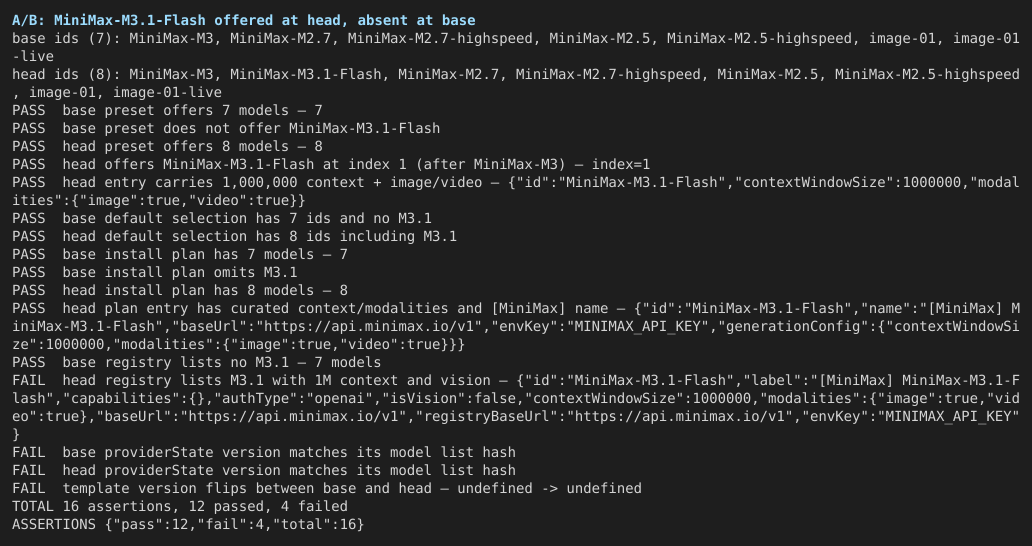 A/B: MiniMax-M3.1-Flash offered at head, absent at base
base ids (7): MiniMax-M3, MiniMax-M2.7, MiniMax-M2.7-highspeed, MiniMax-M2.5, MiniMax-M2.5-highspeed, image-01, image-01
-live
head ids (8): MiniMax-M3, MiniMax-M3.1-Flash, MiniMax-M2.7, MiniMax-M2.7-highspeed, MiniMax-M2.5, MiniMax-M2.5-highspeed
, image-01, image-01-live
PASS  base preset offers 7 models — 7
PASS  base preset does not offer MiniMax-M3.1-Flash
PASS  head preset offers 8 models — 8
PASS  head offers MiniMax-M3.1-Flash at index 1 (after MiniMax-M3) — index=1
PASS  head entry carries 1,000,000 context + image/video — {"id":"MiniMax-M3.1-Flash","contextWindowSize":1000000,"modal
ities":{"image":true,"video":true}}
PASS  base default selection has 7 ids and no M3.1
PASS  head default selection has 8 ids including M3.1
PASS  base install plan has 7 models — 7
PASS  base install plan omits M3.1
PASS  head install plan has 8 models — 8
PASS  head plan entry has curated context/modalities and [MiniMax] name — {"id":"MiniMax-M3.1-Flash","name":"[MiniMax] M
iniMax-M3.1-Flash","baseUrl":"https://api.minimax.io/v1","envKey":"MINIMAX_API_KEY","generationConfig":{"contextWindowSi
ze":1000000,"modalities":{"image":true,"video":true}}}
PASS  base registry lists no M3.1 — 7 models
FAIL  head registry lists M3.1 with 1M context and vision — {"id":"MiniMax-M3.1-Flash","label":"[MiniMax] MiniMax-M3.1-F
lash","capabilities":{},"authType":"openai","isVision":false,"contextWindowSize":1000000,"modalities":{"image":true,"vid
eo":true},"baseUrl":"https://api.minimax.io/v1","registryBaseUrl":"https://api.minimax.io/v1","envKey":"MINIMAX_API_KEY"
}
FAIL  base providerState version matches its model list hash
FAIL  head providerState version matches its model list hash
FAIL  template version flips between base and head — undefined -> undefined
TOTAL 16 assertions, 12 passed, 4 failed
ASSERTIONS {"pass":12,"fail":4,"total":16}